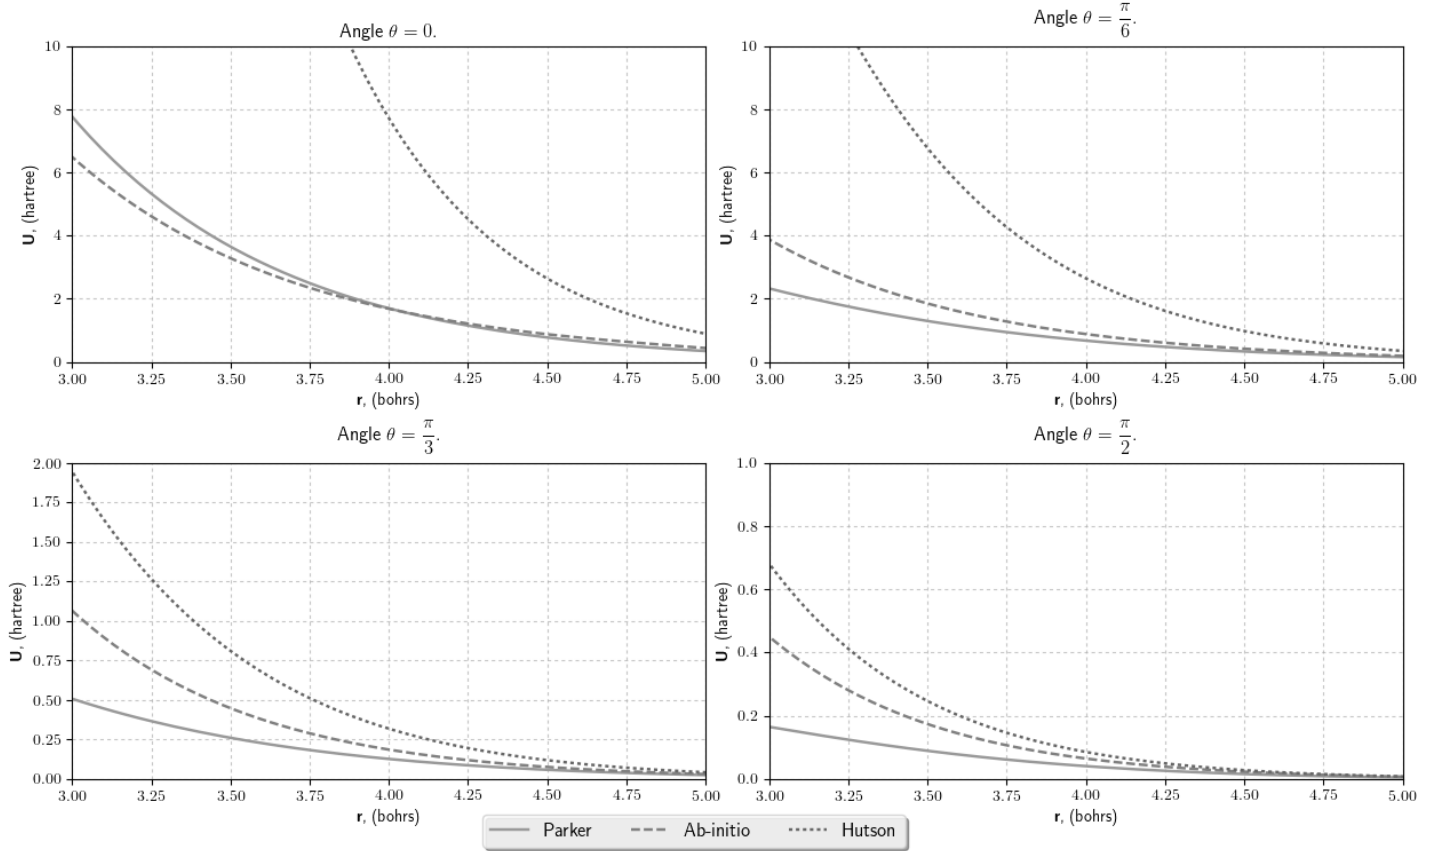 Angle θ = 0.
10
8
6
4
2
0
U, (hartree)
3.00 3.25 3.50 3.75 4.00 4.25 4.50 4.75 5.00
r, (bohrs)
Angle θ = π/6.
10
8
6
4
2
0
U, (hartree)
3.00 3.25 3.50 3.75 4.00 4.25 4.50 4.75 5.00
r, (bohrs)
Angle θ = π/3.
2.00
1.75
1.50
1.25
1.00
0.75
0.50
0.25
0.00
U, (hartree)
3.00 3.25 3.50 3.75 4.00 4.25 4.50 4.75 5.00
r, (bohrs)
Angle θ = π/2.
1.0
0.8
0.6
0.4
0.2
0.0
U, (hartree)
3.00 3.25 3.50 3.75 4.00 4.25 4.50 4.75 5.00
r, (bohrs)
Parker Ab-initio Hutson